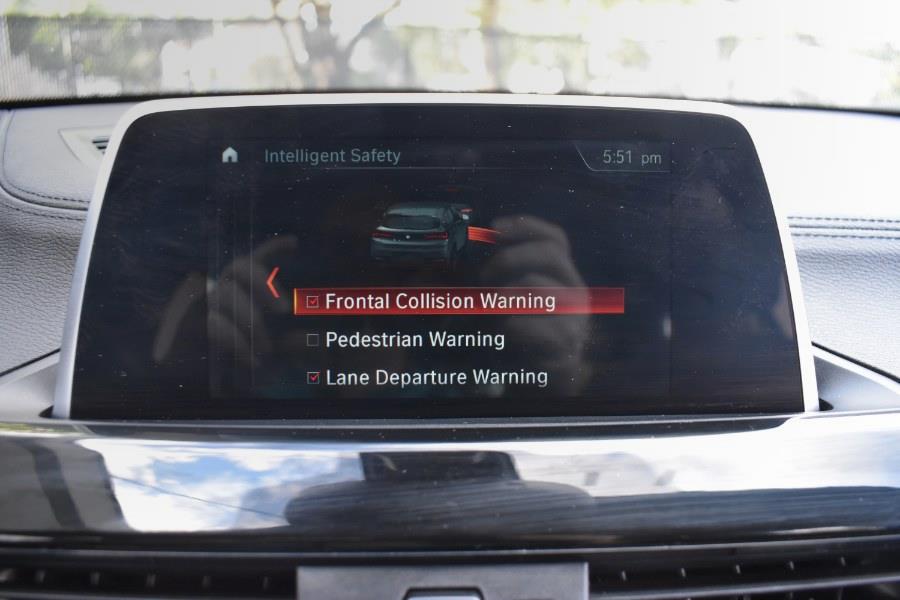 Intelligent Safety
5:51 pm
Frontal Collision Warning
Pedestrian Warning
Lane Departure Warning